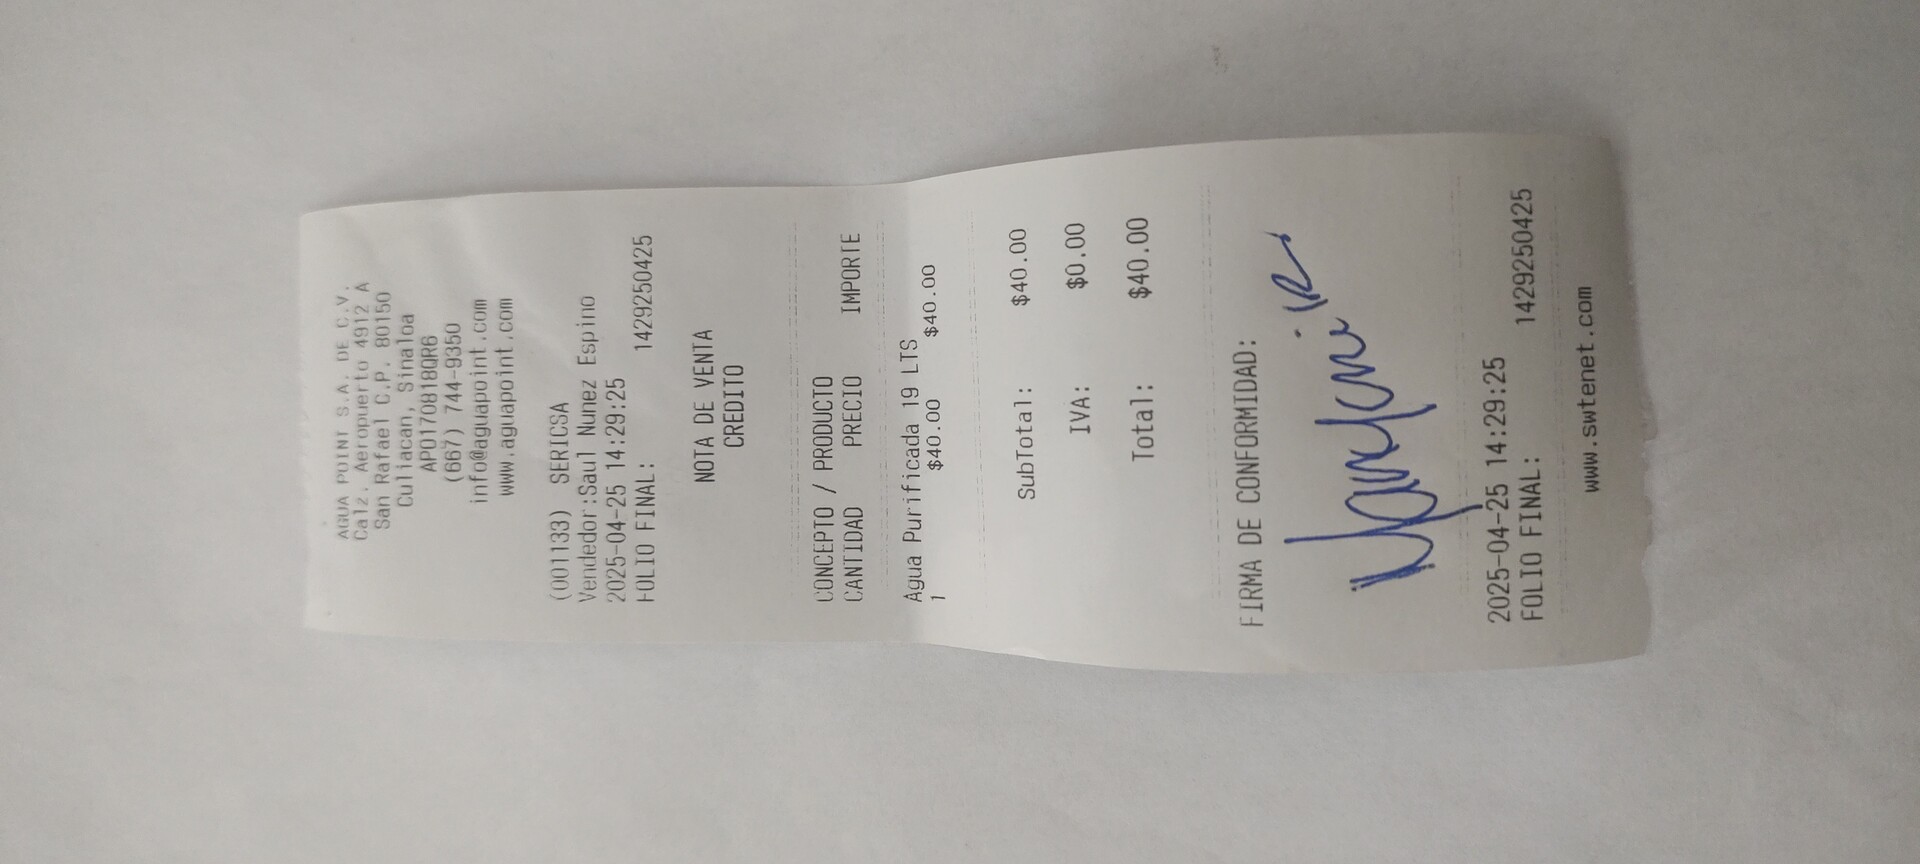 AGUA POINT S.A. DE C.V.
Calz. Aeropuerto 4912 A
San Rafael C.P. 80150
Culiacan, Sinaloa
APO170818QR6
(667) 744-9350
info@aguapoint.com
www.aguapoint.com
(001133) SERICSA
Vendedor:Saul Nunez Espino
2025-04-25 14:29:25
FOLIO FINAL: 1429250425
NOTA DE VENTA
CREDITO
CONCEPTO / PRODUCTO
CANTIDAD PRECIO IMPORTE
Agua Purificada 19 LTS
1 $40.00 $40.00
SubTotal: $40.00
IVA: $0.00
Total: $40.00
FIRMA DE CONFORMIDAD:
2025-04-25 14:29:25
FOLIO FINAL: 1429250425
www.swtenet.com